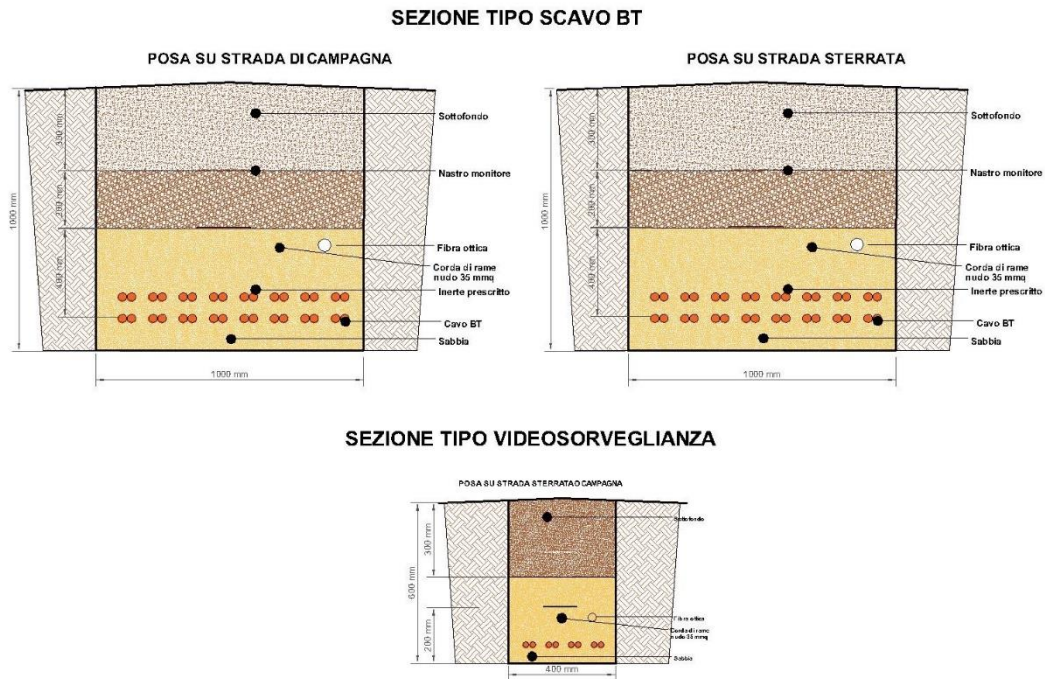 SEZIONE TIPO SCAVO BT
POSA SU STRADA DI CAMPAGNA
1000 mm
300 mm
200 mm
400 mm
Sottofondo
Nastro monitore
Fibra ottica
Corda di rame
nudo 35 mmq
Inerte prescritto
Cavo BT
Sabbia
1000 mm
POSA SU STRADA STERRATA
1000 mm
300 mm
200 mm
400 mm
Sottofondo
Nastro monitore
Fibra ottica
Corda di rame
nudo 35 mmq
Inerte prescritto
Cavo BT
Sabbia
1000 mm
SEZIONE TIPO VIDEOSORVEGLIANZA
POSA SU STRADA STERRATA O CAMPAGNA
600 mm
300 mm
200 mm
Sottofondo
Fibra ottica
Corda di rame
nudo 35 mmq
Sabbia
400 mm